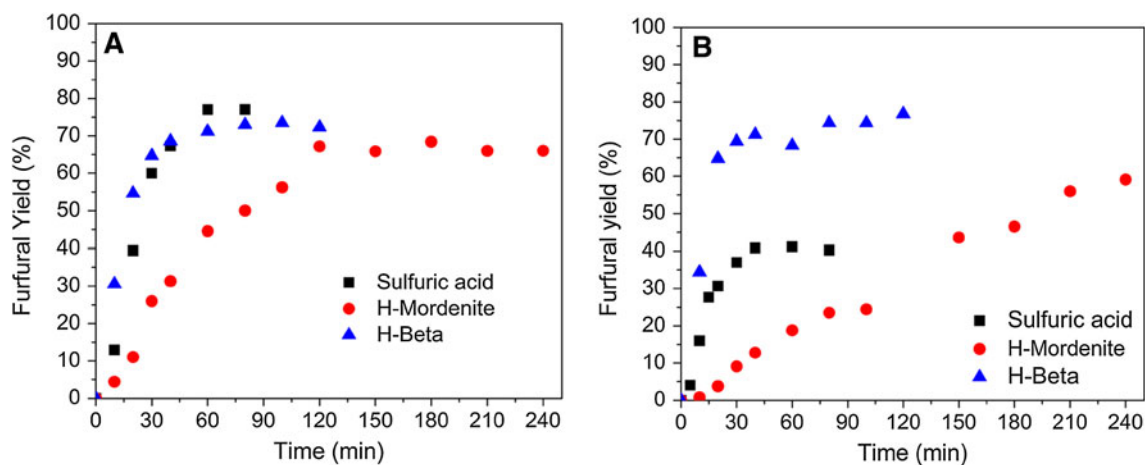 A
Furfural Yield (%)
100
90
80
70
60
50
40
30
20
10
0
Sulfuric acid
H-Mordenite
H-Beta
0 30 60 90 120 150 180 210 240
Time (min)
B
Furfural yield (%)
100
90
80
70
60
50
40
30
20
10
0
Sulfuric acid
H-Mordenite
H-Beta
0 30 60 90 120 150 180 210 240
Time (min)